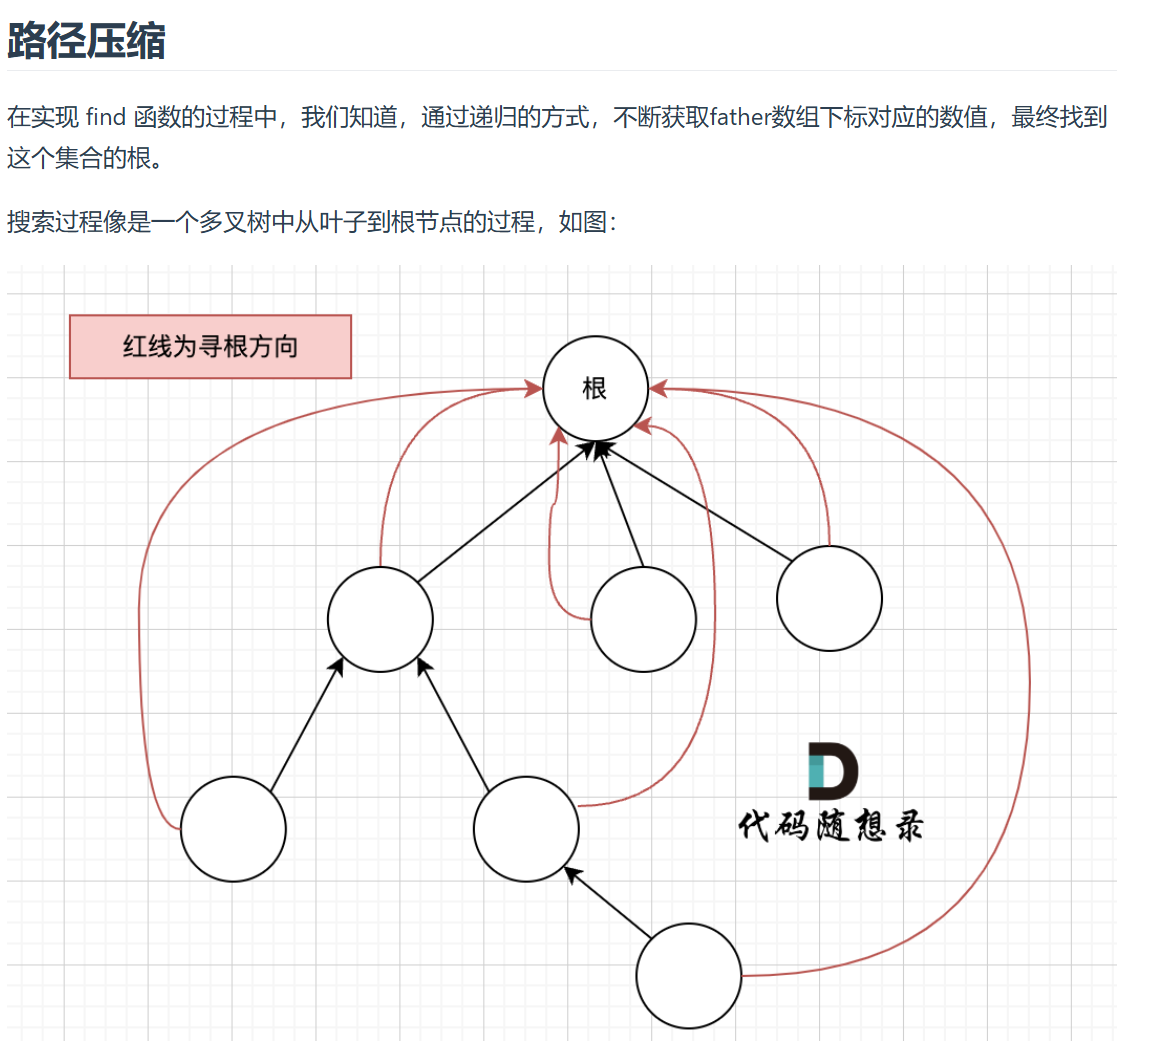 路径压缩
在实现 find 函数的过程中，我们知道，通过递归的方式，不断获取father数组下标对应的数值，最终找到
这个集合的根。
搜索过程像是一个多叉树中从叶子到根节点的过程，如图：
红线为寻根方向
根
代码随想录